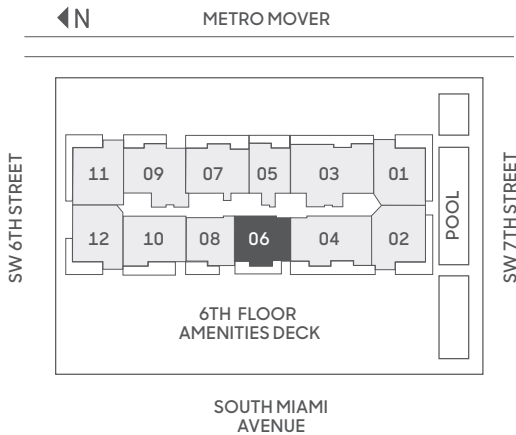 N
METRO MOVER
11
09
07
05
03
01
12
10
08
06
04
02
SW 6TH STREET
POOL
SW 7TH STREET
6TH FLOOR
AMENITIES DECK
SOUTH MIAMI
AVENUE